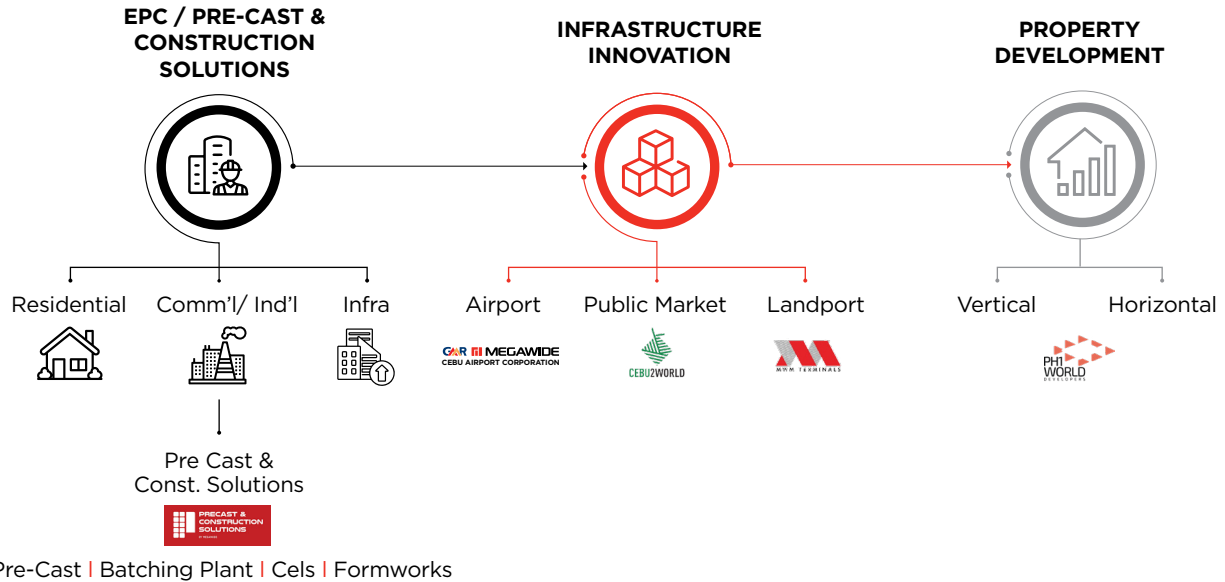 EPC / PRE-CAST &
CONSTRUCTION
SOLUTIONS
INFRASTRUCTURE
INNOVATION
PROPERTY
DEVELOPMENT
Residential
Comm'l/ Ind'l
Infra
Airport
Public Market
Landport
Vertical
Horizontal
GMR MEGAWIDE
CEBU AIRPORT CORPORATION
CEBU2WORLD
MWM TERMINALS
PH1
WORLD
DEVELOPERS
Pre Cast &
Const. Solutions
PRECAST &
CONSTRUCTION
SOLUTIONS
BY MEGAWIDE
Pre-Cast | Batching Plant | Cels | Formworks